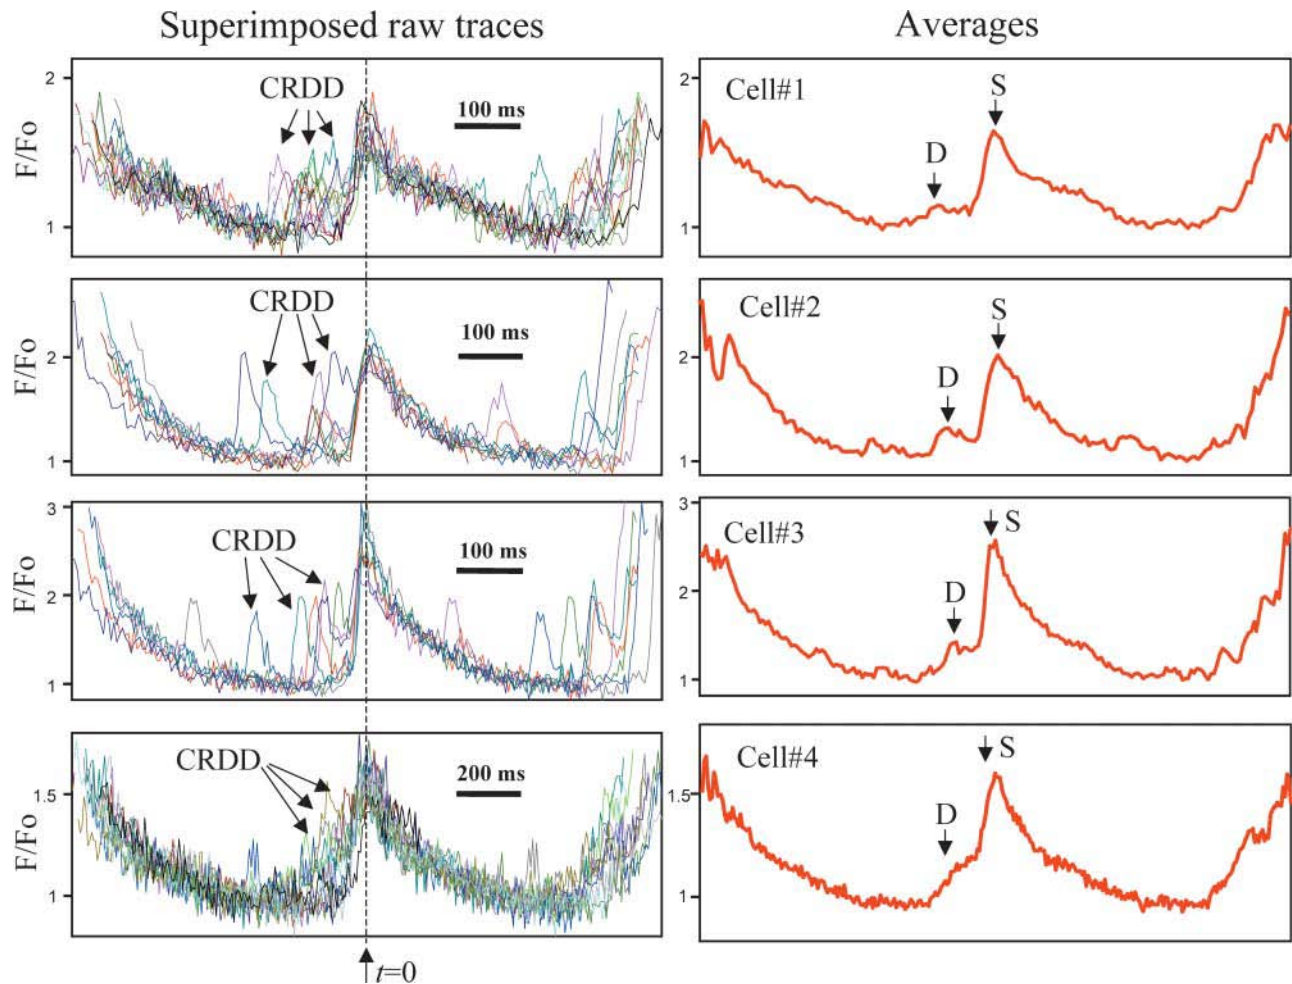 Superimposed raw traces
Averages
2
1
F/Fo
CRDD
100 ms
2
1
Cell#1
D
S
2
1
F/Fo
CRDD
100 ms
2
1
Cell#2
D
S
3
2
1
F/Fo
CRDD
100 ms
3
2
1
Cell#3
D
S
1.5
1
F/Fo
CRDD
200 ms
1.5
1
Cell#4
D
S
t=0